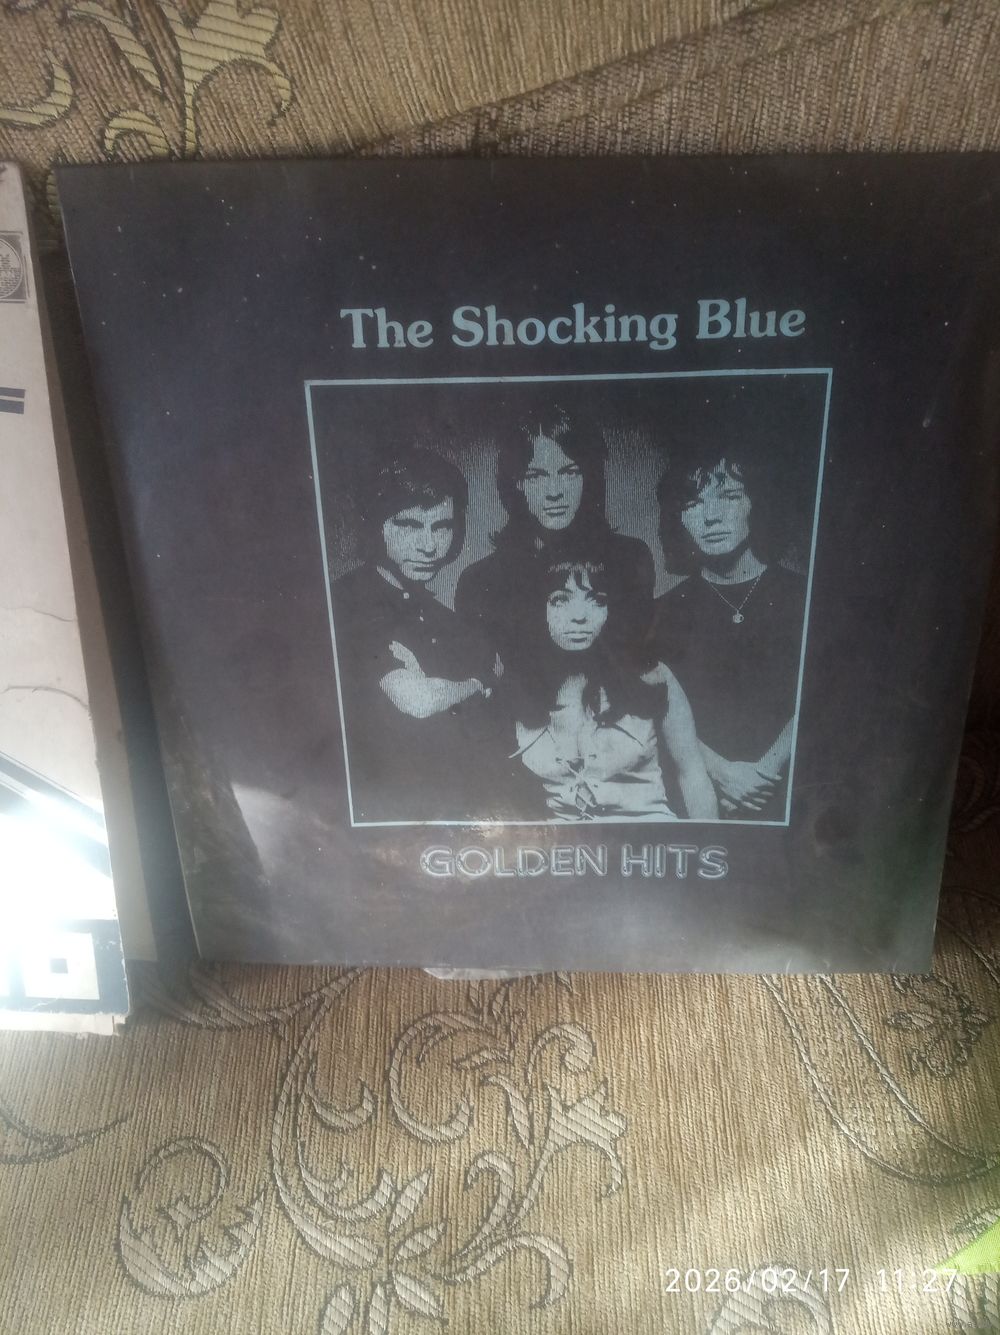 The Shocking Blue
GOLDEN HITS
2026/02/17 11:27